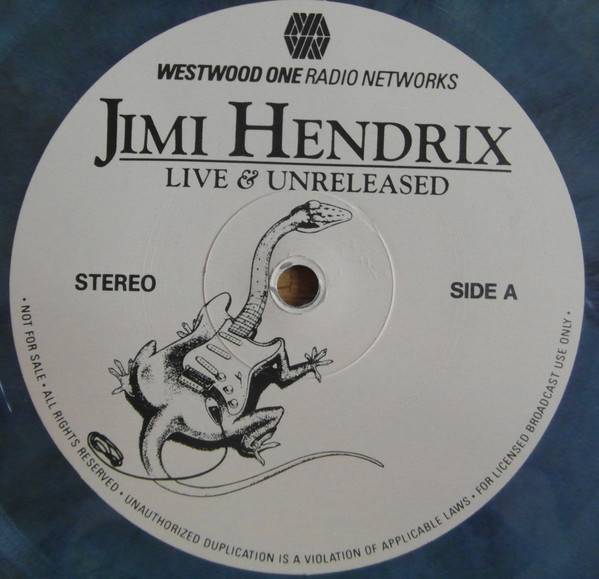 WESTWOOD ONE RADIO NETWORKS
JIMI HENDRIX
LIVE & UNRELEASED
STEREO
SIDE A
• NOT FOR SALE • ALL RIGHTS RESERVED • UNAUTHORIZED DUPLICATION IS A VIOLATION OF APPLICABLE LAWS • FOR LICENSED BROADCAST USE ONLY •